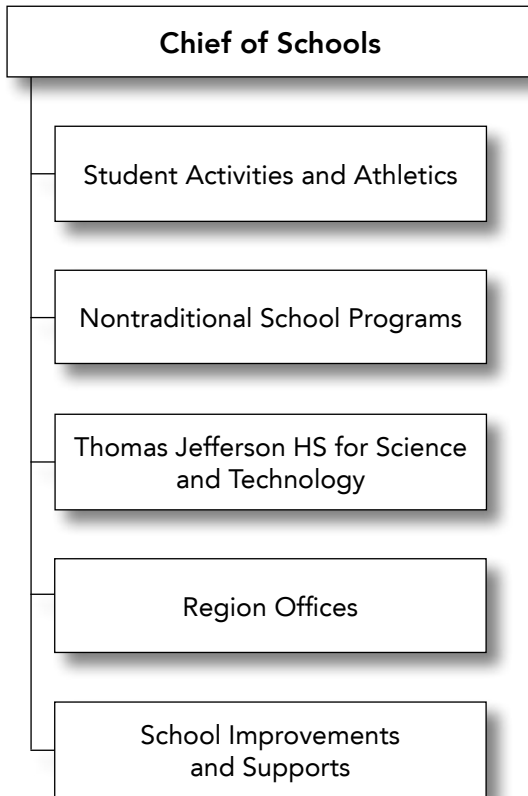 Chief of Schools
Student Activities and Athletics
Nontraditional School Programs
Thomas Jefferson HS for Science
and Technology
Region Offices
School Improvements
and Supports